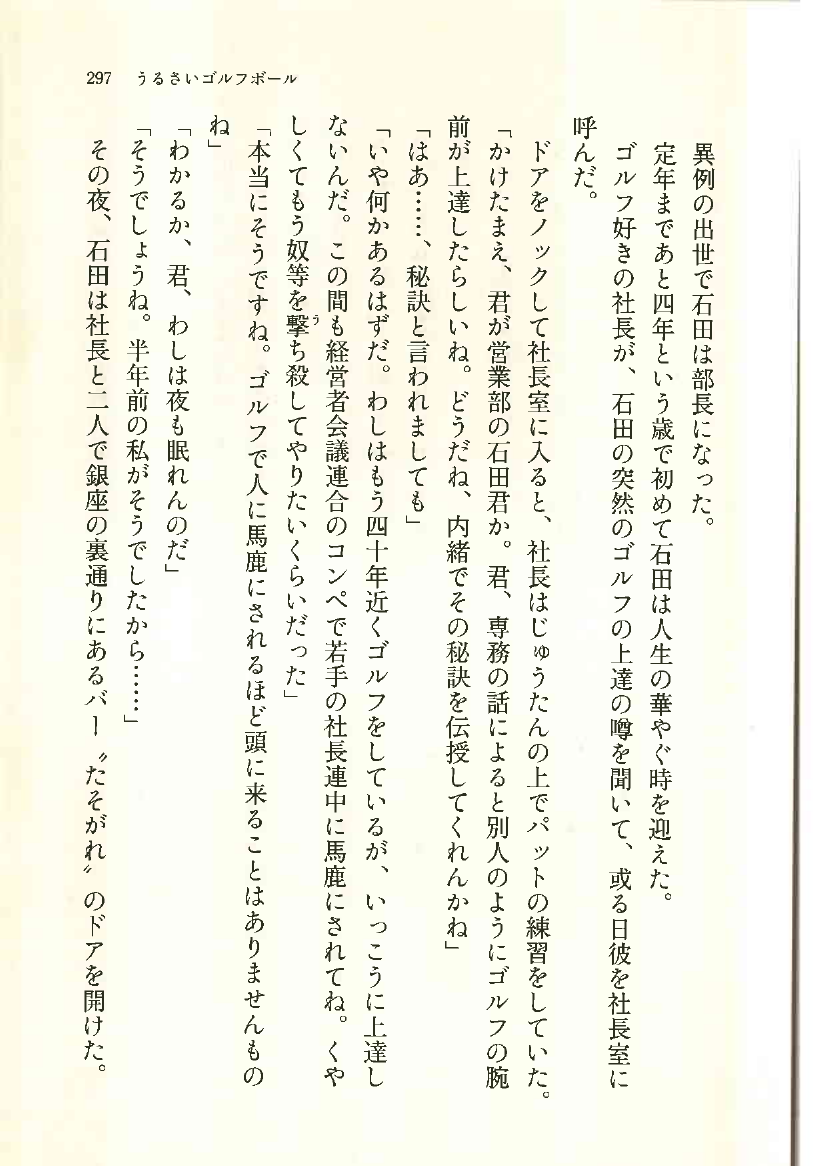 297　うるさいゴルフボール
異例の出世で石田は部長になった。
定年まであと四年という歳で初めて石田は人生の華やぐ時を迎えた。
ゴルフ好きの社長が、石田の突然のゴルフの上達の噂を聞いて、或る日彼を社長室に
呼んだ。
ドアをノックして社長室に入ると、社長はじゅうたんの上でパットの練習をしていた。
「かけたまえ、君が営業部の石田君か。君、専務の話によると別人のようにゴルフの腕
前が上達したらしいね。どうだね、内緒でその秘訣を伝授してくれんかね」
「はあ……、秘訣と言われましても」
「いや何かあるはずだ。わしはもう四十年近くゴルフをしているが、いっこうに上達し
ないんだ。この間も経営者会議連合のコンペで若手の社長連中に馬鹿にされてね。くや
しくてもう奴等を撃うち殺してやりたいくらいだった」
「本当にそうですね。ゴルフで人に馬鹿にされるほど頭に来ることはありませんもの
ね」
「わかるか、君、わしは夜も眠れんのだ」
「そうでしょうね。半年前の私がそうでしたから……」
その夜、石田は社長と二人で銀座の裏通りにあるバー〝たそがれ〟のドアを開けた。